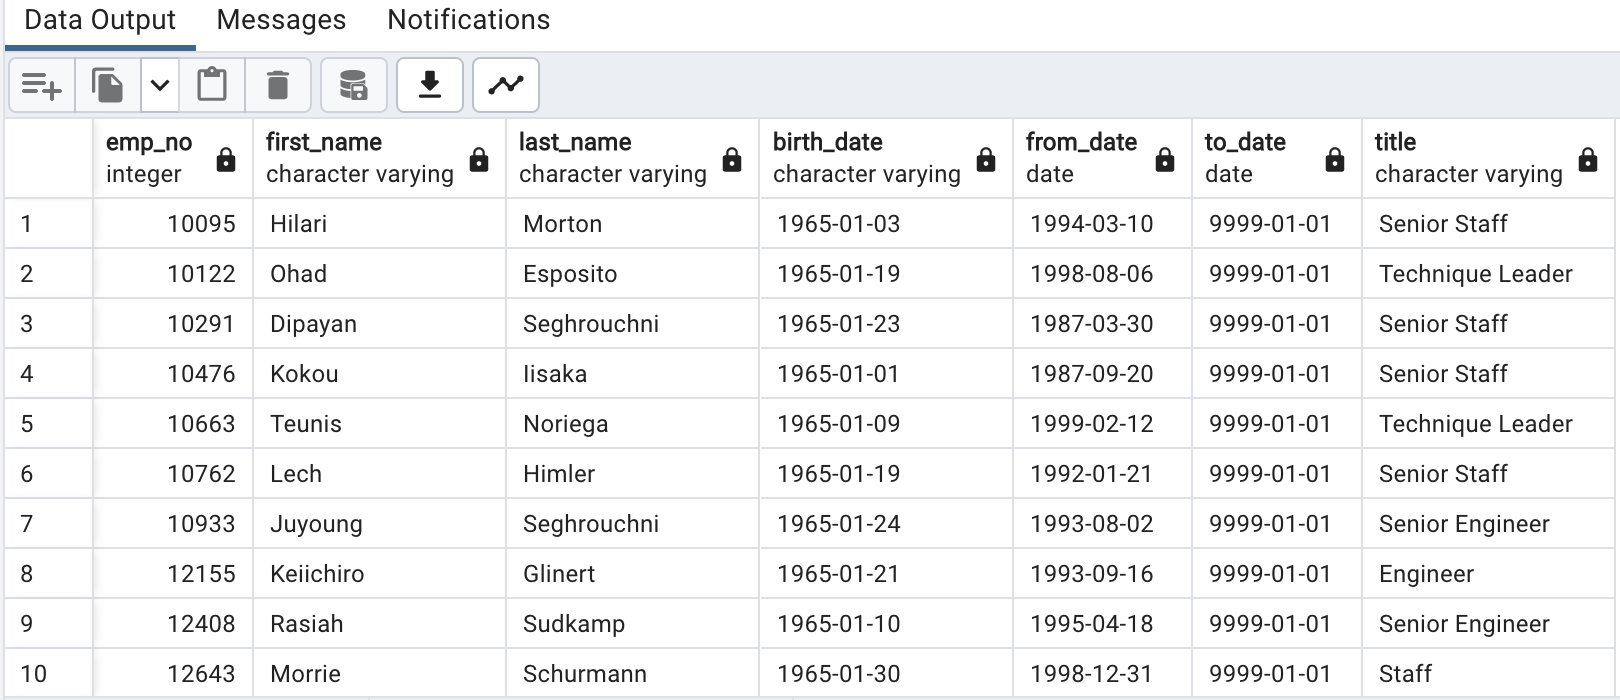 Data Output Messages Notifications
emp_no first_name last_name birth_date from_date to_date title
integer character varying character varying character varying date date character varying
1 10095 Hilari Morton 1965-01-03 1994-03-10 9999-01-01 Senior Staff
2 10122 Ohad Esposito 1965-01-19 1998-08-06 9999-01-01 Technique Leader
3 10291 Dipayan Seghrouchni 1965-01-23 1987-03-30 9999-01-01 Senior Staff
4 10476 Kokou Iisaka 1965-01-01 1987-09-20 9999-01-01 Senior Staff
5 10663 Teunis Noriega 1965-01-09 1999-02-12 9999-01-01 Technique Leader
6 10762 Lech Himler 1965-01-19 1992-01-21 9999-01-01 Senior Staff
7 10933 Juyoung Seghrouchni 1965-01-24 1993-08-02 9999-01-01 Senior Engineer
8 12155 Keiichiro Glinert 1965-01-21 1993-09-16 9999-01-01 Engineer
9 12408 Rasiah Sudkamp 1965-01-10 1995-04-18 9999-01-01 Senior Engineer
10 12643 Morrie Schurmann 1965-01-30 1998-12-31 9999-01-01 Staff